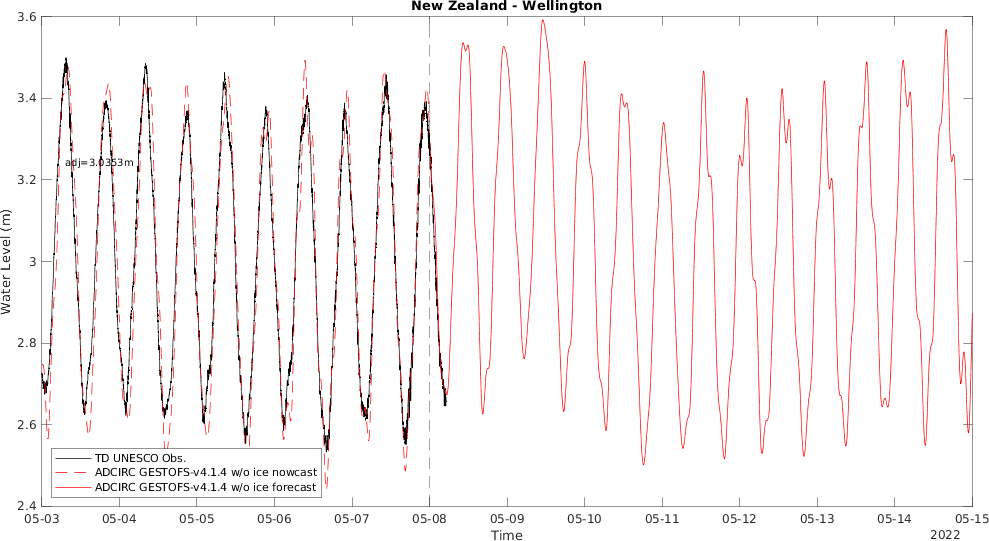 New Zealand - Wellington
3.6
3.4
3.2
3
2.8
2.6
2.4
Water Level (m)
adj=3.0353m
TD UNESCO Obs.
ADCIRC GESTOFS-v4.1.4 w/o ice nowcast
ADCIRC GESTOFS-v4.1.4 w/o ice forecast
05-03 05-04 05-05 05-06 05-07 05-08 05-09 05-10 05-11 05-12 05-13 05-14 05-15
Time
2022